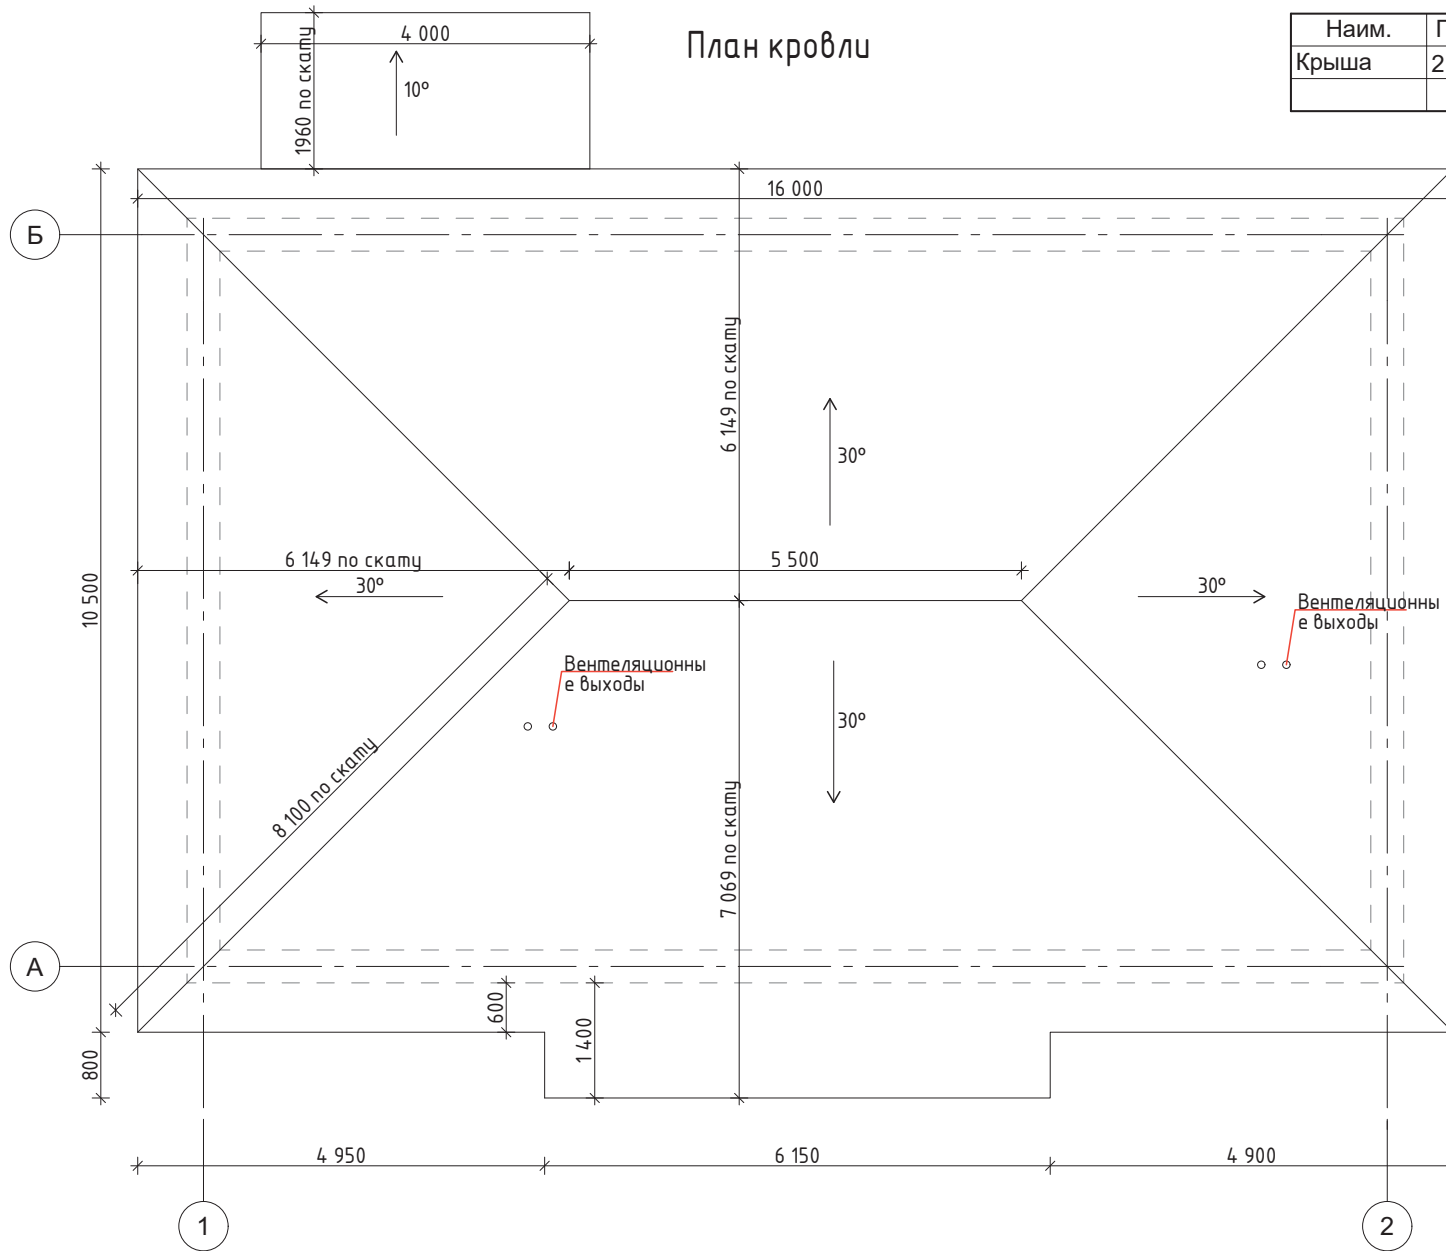 План кровли
Наим.
Крыша
4 000
1960 по скату
10°
16 000
Б
6 149 по скату
30°
6 149 по скату
30°
5 500
30°
10 500
Вентеляционны
е выходы
Вентеляционны
е выходы
30°
8 100 по скату
7 069 по скату
А
600
1 400
800
4 950
6 150
4 900
1
2